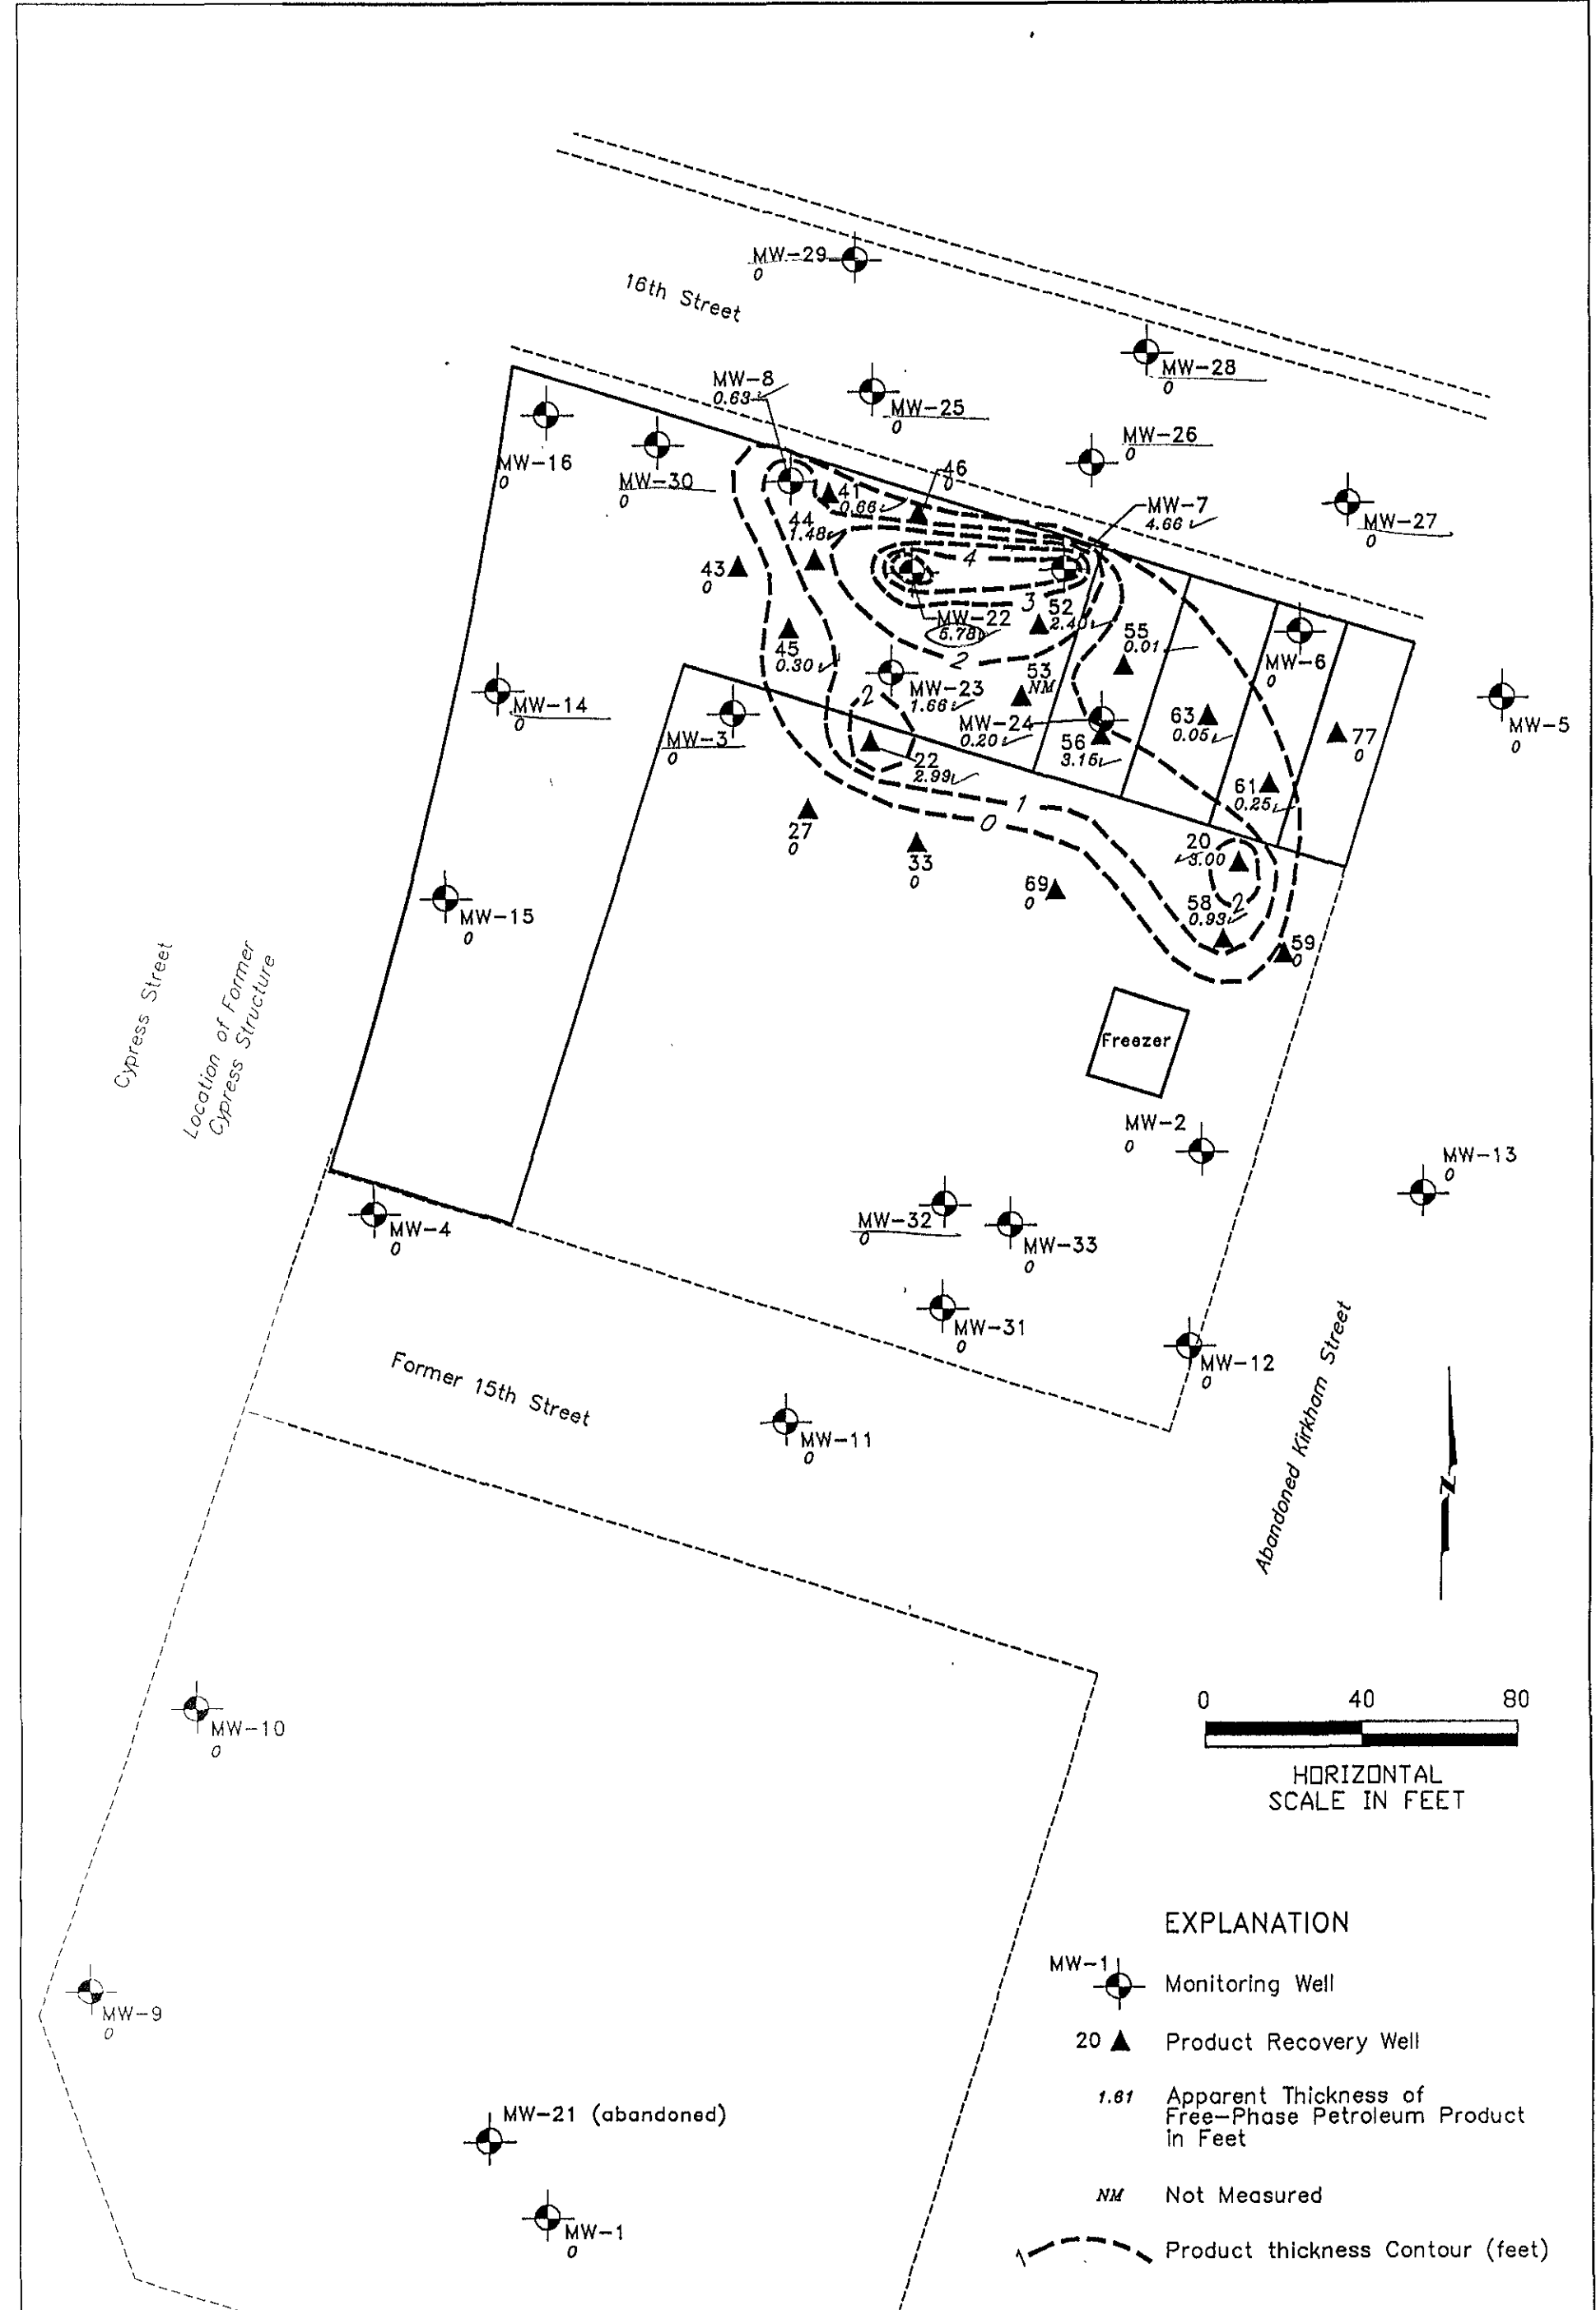 MW-29
0
16th Street
MW-28
0
MW-8
0.63
MW-25
0
MW-26
0
MW-16
0
MW-30
0
46
0
41
0.66
MW-7
4.66
MW-27
0
44
1.48
43
0
4
3
MW-22
5.78
52
2.40
55
0.01
45
0.30
2
MW-6
0
53
NM
MW-23
1.66
MW-14
0
2
MW-5
0
MW-3
0
MW-24
0.20
63
0.05
77
0
56
3.15
22
2.99
61
0.25
1
0
27
0
33
0
20
3.00
69
0
58
0.93
2
59
0
MW-15
0
Cypress Street
Location of Former
Cypress Structure
Freezer
MW-2
0
MW-13
0
MW-4
0
MW-32
0
MW-33
0
MW-31
0
MW-12
0
Former 15th Street
MW-11
0
Abandoned Kirkham Street
N
MW-10
0
0 40 80
HORIZONTAL
SCALE IN FEET
EXPLANATION
MW-1
Monitoring Well
MW-9
0
20
Product Recovery Well
1.61
Apparent Thickness of
Free-Phase Petroleum Product
in Feet
MW-21 (abandoned)
NM
Not Measured
MW-1
0
1
Product thickness Contour (feet)